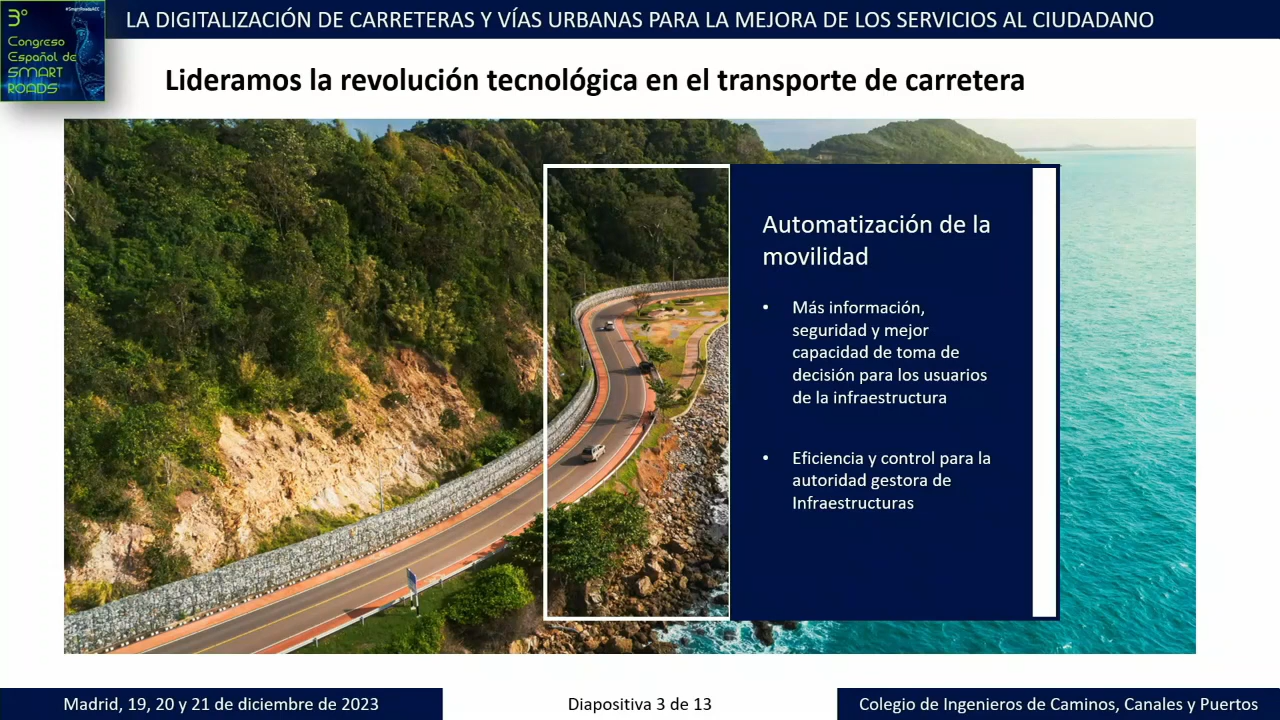 3º
Congreso
Español de
SMART
ROADS
#SmartRoadsAEC
LA DIGITALIZACIÓN DE CARRETERAS Y VÍAS URBANAS PARA LA MEJORA DE LOS SERVICIOS AL CIUDADANO
Lideramos la revolución tecnológica en el transporte de carretera
Automatización de la
movilidad
• Más información,
seguridad y mejor
capacidad de toma de
decisión para los usuarios
de la infraestructura
• Eficiencia y control para la
autoridad gestora de
Infraestructuras
Madrid, 19, 20 y 21 de diciembre de 2023
Diapositiva 3 de 13
Colegio de Ingenieros de Caminos, Canales y Puertos